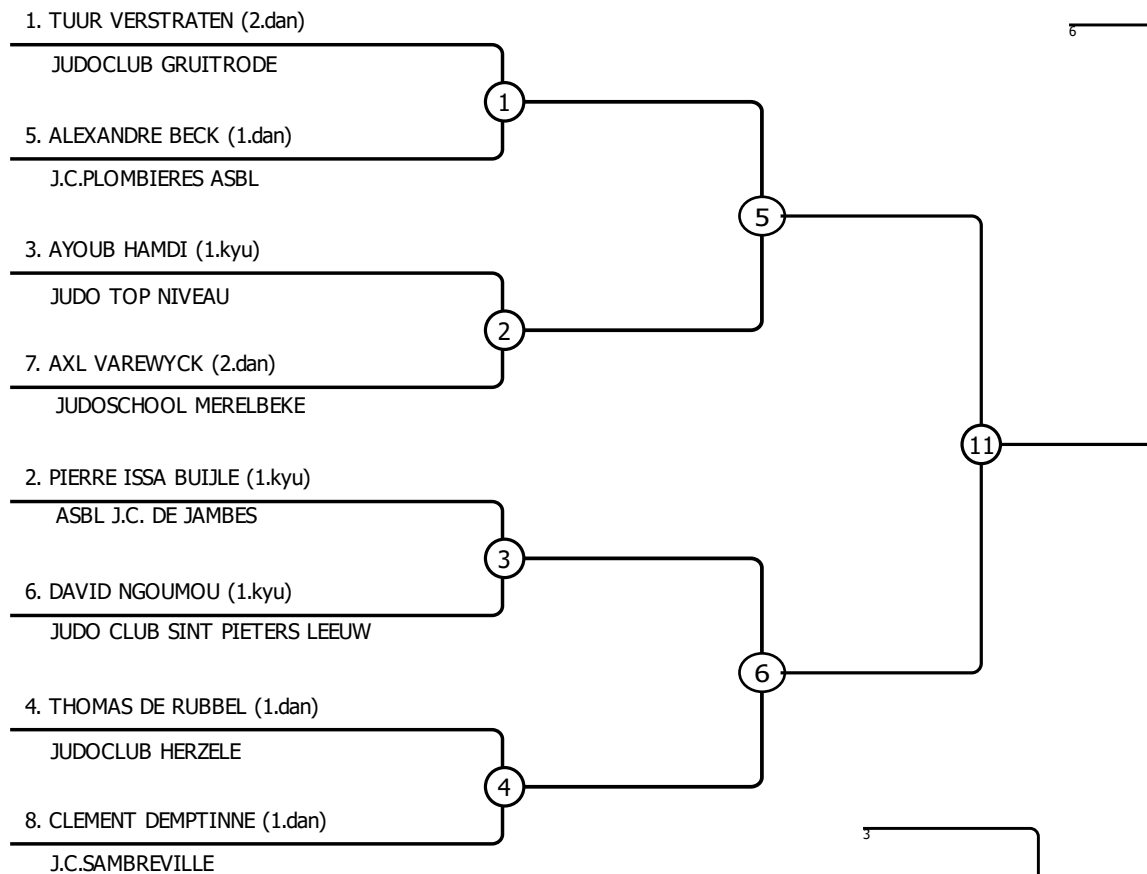 1. TUUR VERSTRATEN (2.dan)
JUDOCLUB GRUITRODE
1
5. ALEXANDRE BECK (1.dan)
J.C.PLOMBIERES ASBL
5
3. AYOUB HAMDI (1.kyu)
JUDO TOP NIVEAU
2
7. AXL VAREWYCK (2.dan)
JUDOSCHOOL MERELBEKE
11
2. PIERRE ISSA BUIJLE (1.kyu)
ASBL J.C. DE JAMBES
3
6. DAVID NGOUMOU (1.kyu)
JUDO CLUB SINT PIETERS LEEUW
6
4. THOMAS DE RUBBEL (1.dan)
JUDOCLUB HERZELE
4
8. CLEMENT DEMPTINNE (1.dan)
J.C.SAMBREVILLE
6
3